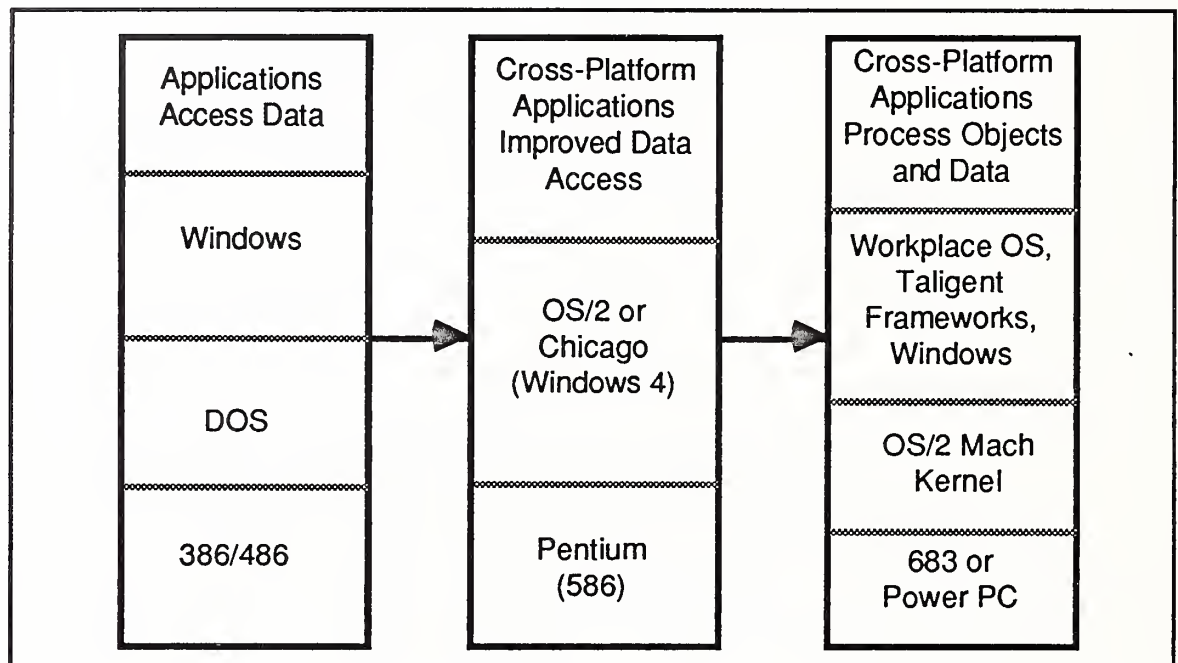 Applications
Access Data
Windows
DOS
386/486
Cross-Platform
Applications
Improved Data
Access
OS/2 or
Chicago
(Windows 4)
Pentium
(586)
Cross-Platform
Applications
Process Objects
and Data
Workplace OS,
Taligent
Frameworks,
Windows
OS/2 Mach
Kernel
683 or
Power PC